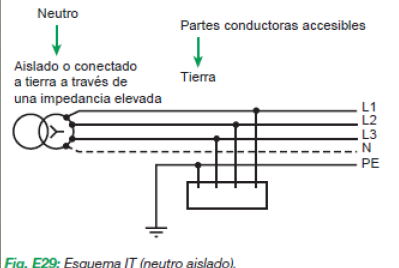 Neutro
Partes conductoras accesibles
Aislado o conectado
a tierra a través de
una impedancia elevada
Tierra
L1
L2
L3
N
PE
Fig. E29: Esquema IT (neutro aislado).